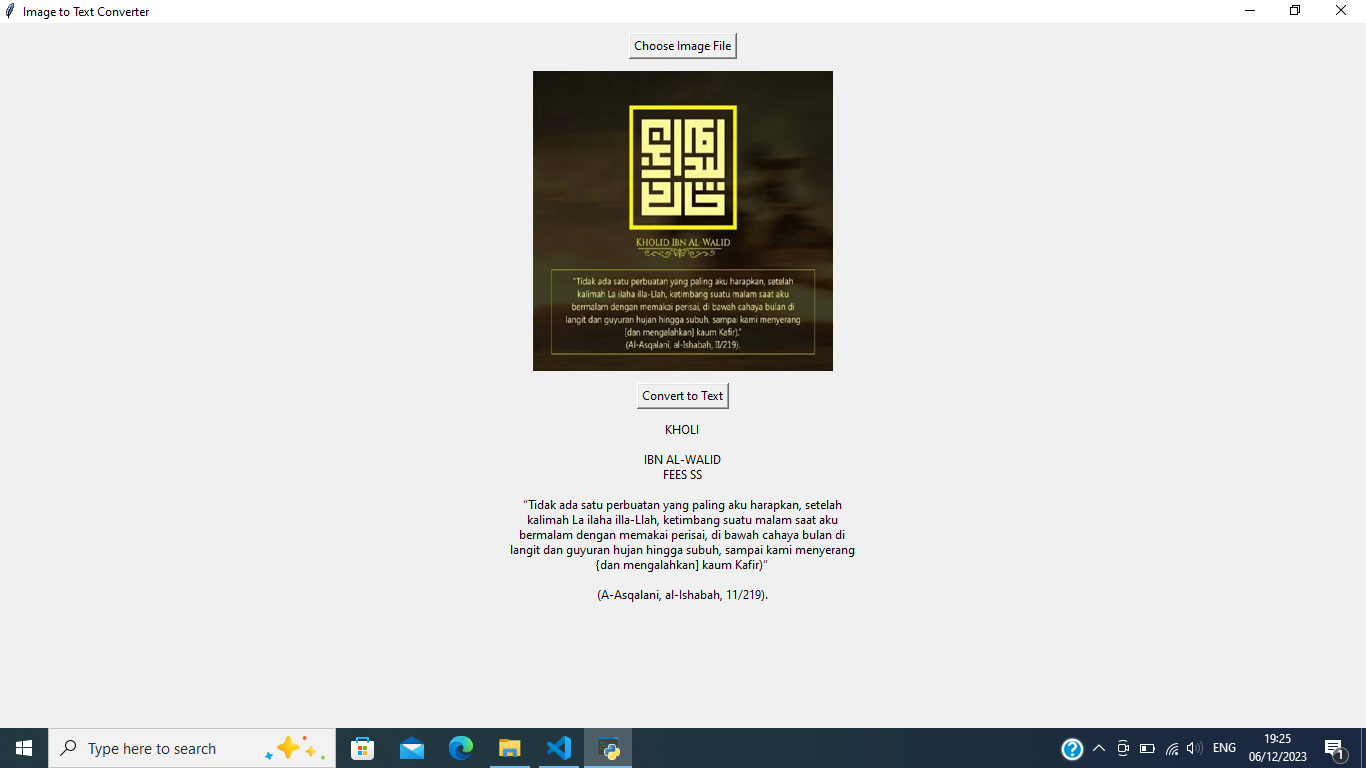 Image to Text Converter
Choose Image File
KHOLID IBN AL-WALID
"Tidak ada satu perbuatan yang paling aku harapkan, setelah
kalimah La ilaha illa-Llah, ketimbang suatu malam saat aku
bermalam dengan memakai perisai, di bawah cahaya bulan di
langit dan guyuran hujan hingga subuh, sampai kami menyerang
[dan mengalahkan] kaum Kafir)."
(Al-Asqalani, al-Ishabah, II/219).
Convert to Text
KHOLI
IBN AL-WALID
FEES SS
“Tidak ada satu perbuatan yang paling aku harapkan, setelah
kalimah La ilaha illa-Llah, ketimbang suatu malam saat aku
bermalam dengan memakai perisai, di bawah cahaya bulan di
langit dan guyuran hujan hingga subuh, sampai kami menyerang
{dan mengalahkan] kaum Kafir)”
(A-Asqalani, al-Ishabah, 11/219).
Type here to search
ENG
19:25
06/12/2023
1